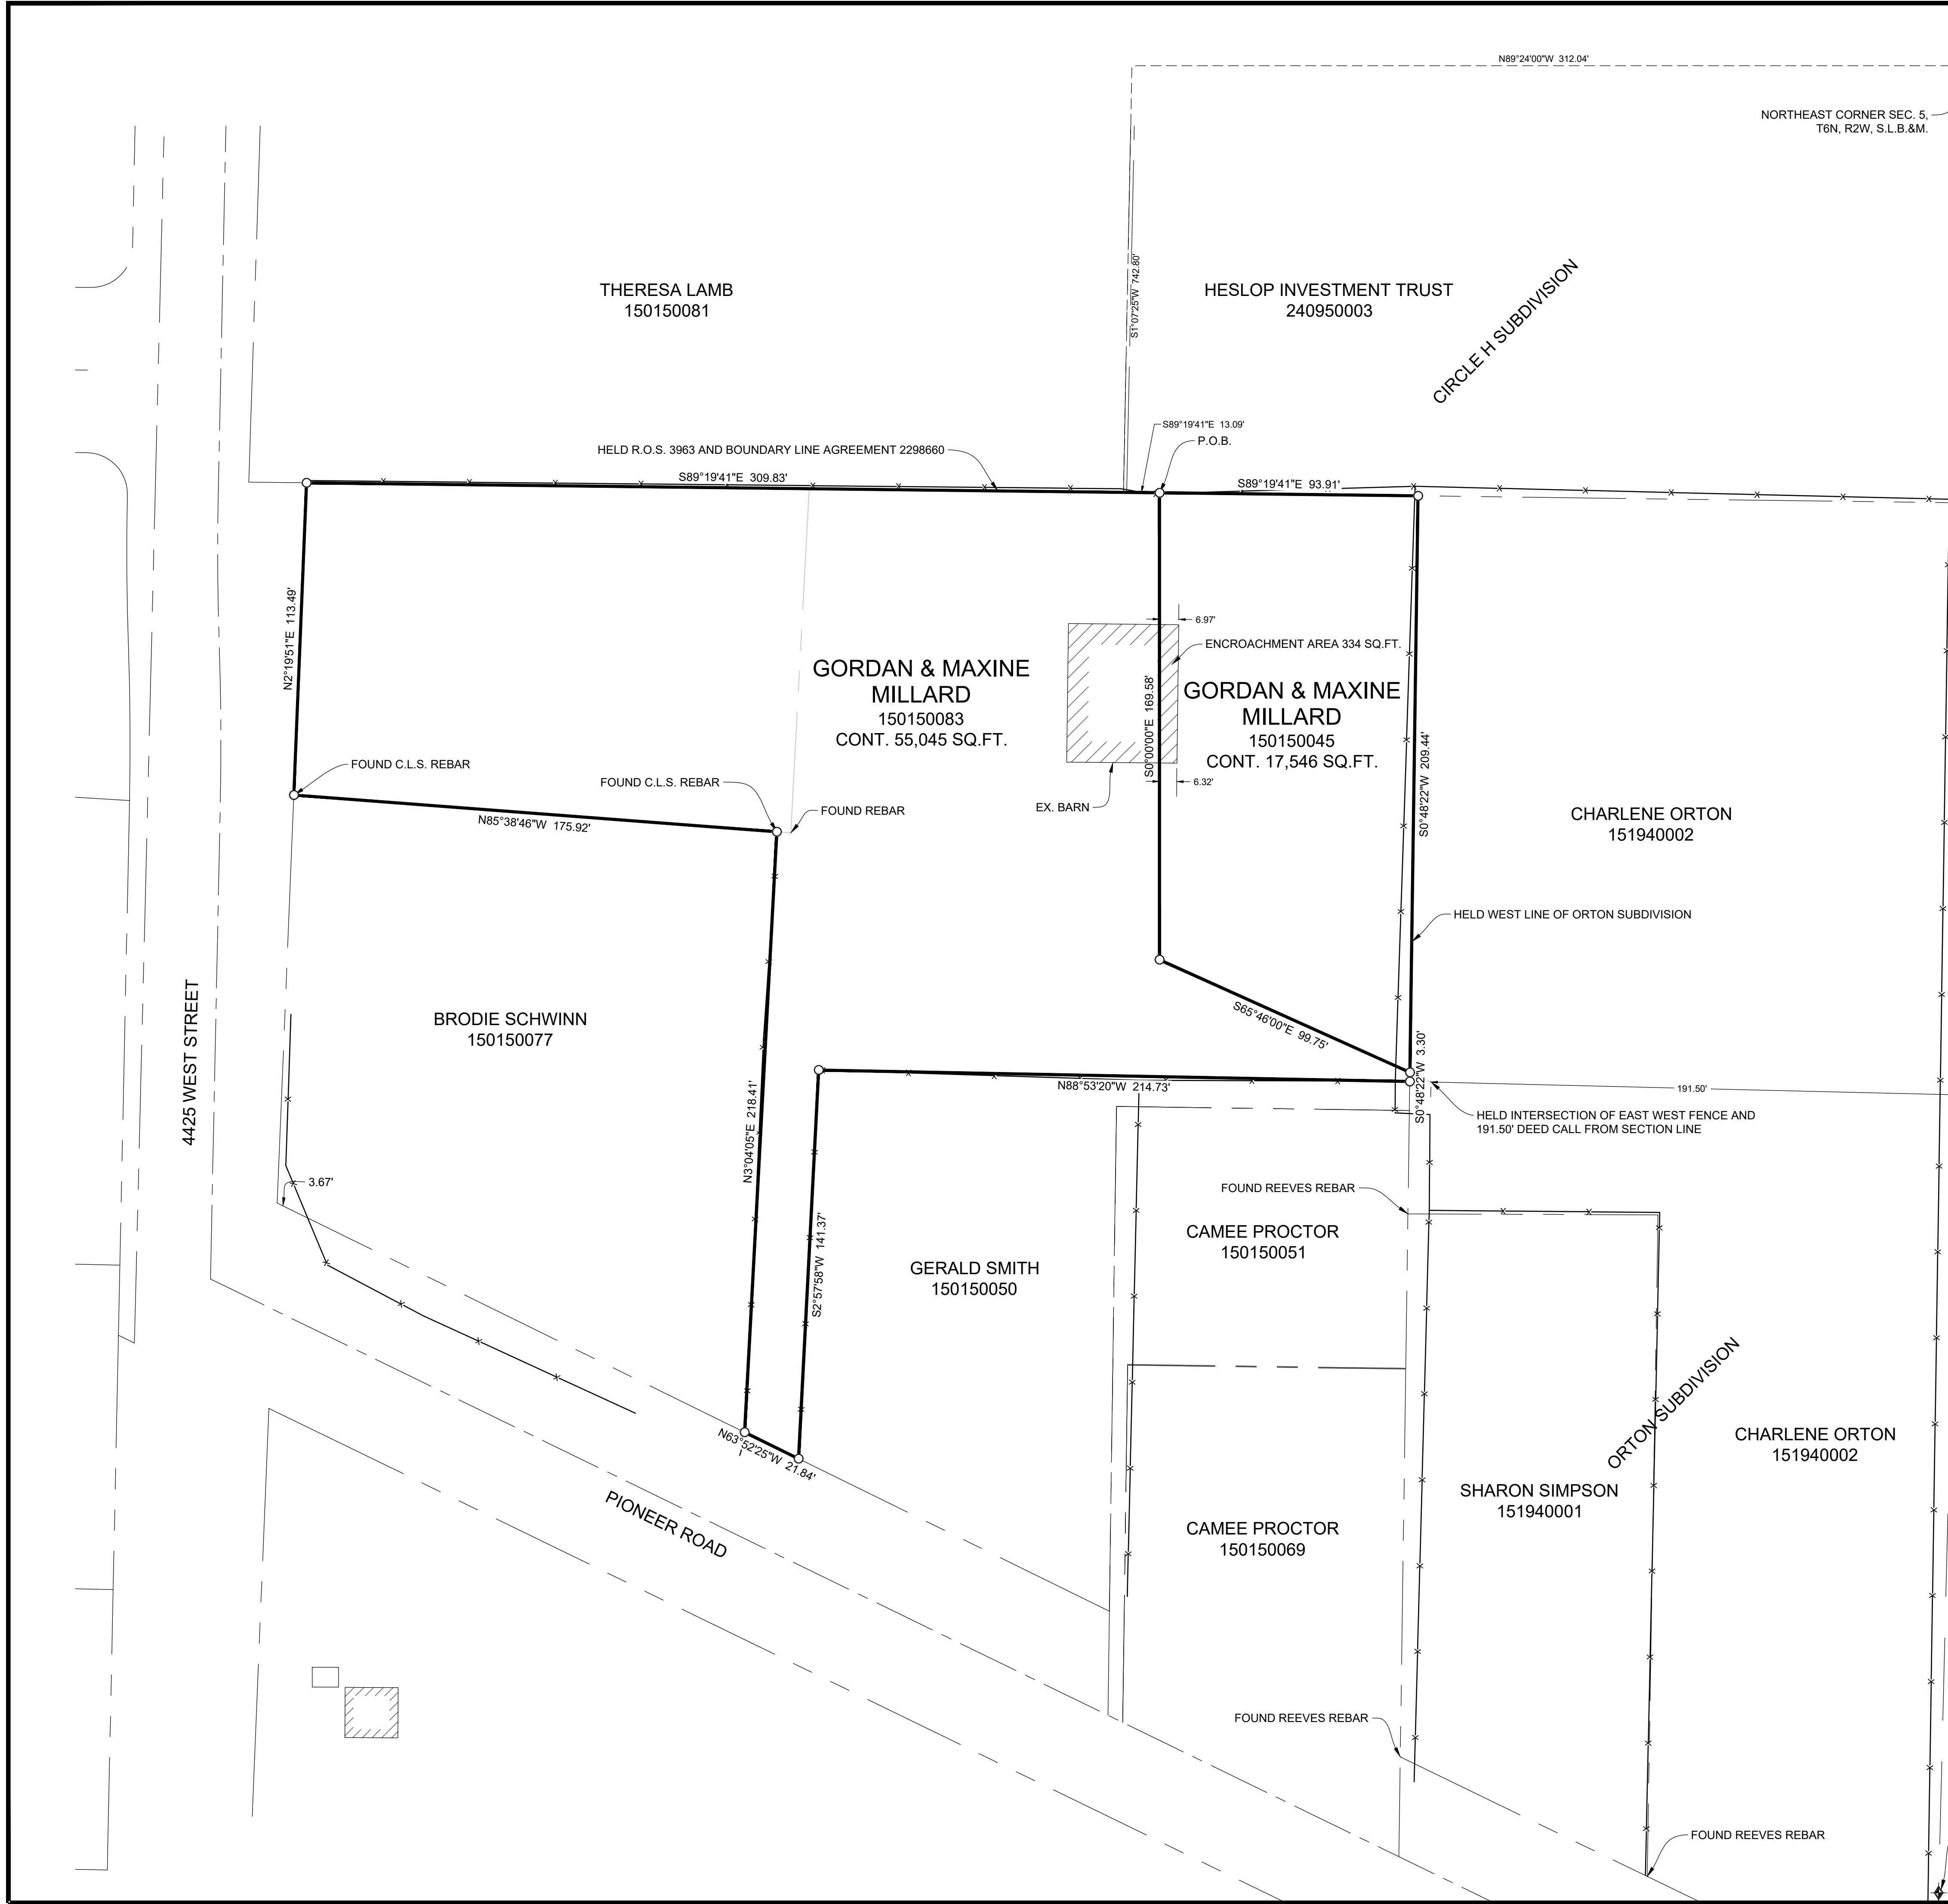 N89°24'00"W 312.04'
NORTHEAST CORNER SEC. 5,
T6N, R2W, S.L.B.&M.
THERESA LAMB
150150081
S1°07'25"W 742.80'
HESLOP INVESTMENT TRUST
240950003
CIRCLE H SUBDIVISION
S89°19'41"E 13.09'
P.O.B.
HELD R.O.S. 3963 AND BOUNDARY LINE AGREEMENT 2298660
S89°19'41"E 309.83'
S89°19'41"E 93.91'
N2°19'51"E 113.49'
6.97'
ENCROACHMENT AREA 334 SQ.FT.
GORDAN & MAXINE
MILLARD
150150083
CONT. 55,045 SQ.FT.
S0°00'00"E 169.58'
GORDAN & MAXINE
MILLARD
150150045
CONT. 17,546 SQ.FT.
S0°48'22"W 209.44'
FOUND C.L.S. REBAR
FOUND C.L.S. REBAR
FOUND REBAR
6.32'
EX. BARN
N85°38'46"W 175.92'
CHARLENE ORTON
151940002
HELD WEST LINE OF ORTON SUBDIVISION
4425 WEST STREET
BRODIE SCHWINN
150150077
S65°46'00"E 99.75'
N88°53'20"W 214.73'
S0°48'22"W 3.30'
191.50'
HELD INTERSECTION OF EAST WEST FENCE AND
191.50' DEED CALL FROM SECTION LINE
N3°04'05"E 218.41'
3.67'
FOUND REEVES REBAR
S2°57'58"W 141.37'
CAMEE PROCTOR
150150051
GERALD SMITH
150150050
N63°52'25"W 21.84'
ORTON SUBDIVISION
CHARLENE ORTON
151940002
SHARON SIMPSON
151940001
PIONEER ROAD
CAMEE PROCTOR
150150069
FOUND REEVES REBAR
FOUND REEVES REBAR